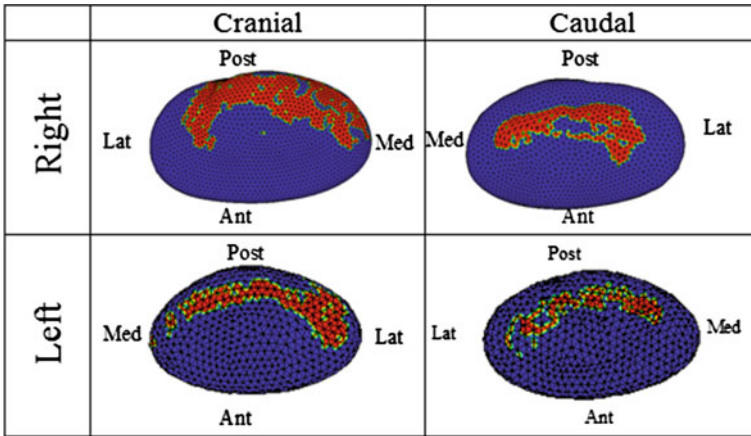 Cranial Caudal
Right
Post Post
Lat Med Med Lat
Ant Ant
Left
Post Post
Med Lat Lat Med
Ant Ant